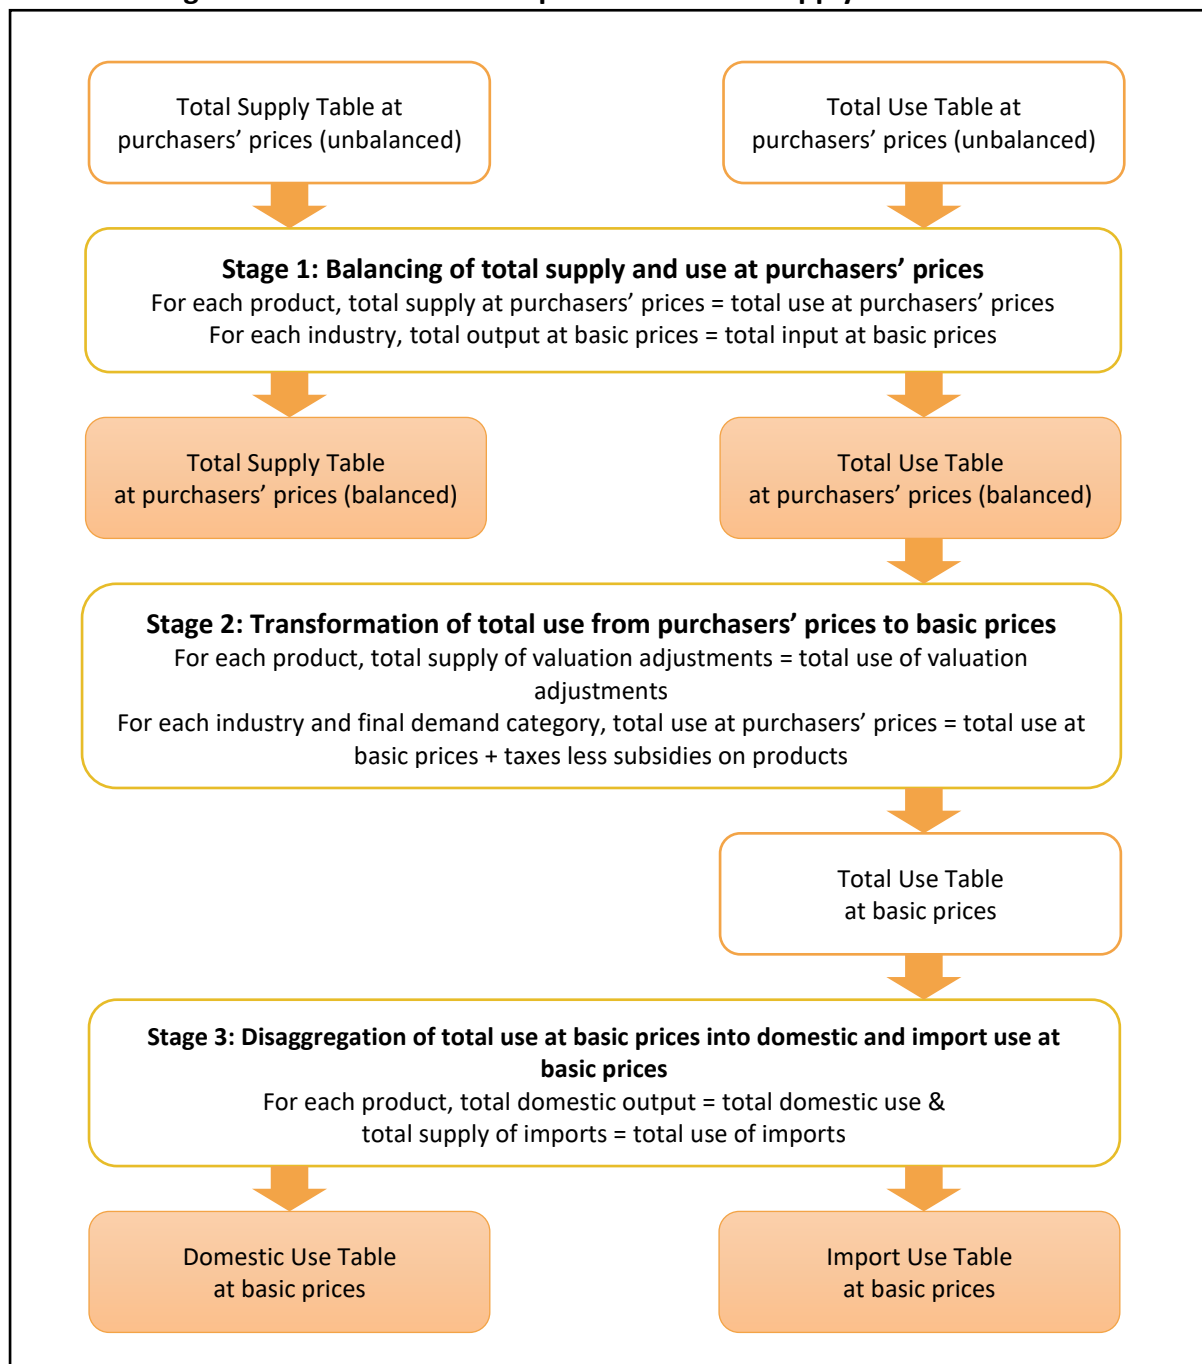 Total Supply Table at
purchasers’ prices (unbalanced)
Total Use Table at
purchasers’ prices (unbalanced)
Stage 1: Balancing of total supply and use at purchasers’ prices
For each product, total supply at purchasers’ prices = total use at purchasers’ prices
For each industry, total output at basic prices = total input at basic prices
Total Supply Table
at purchasers’ prices (balanced)
Total Use Table
at purchasers’ prices (balanced)
Stage 2: Transformation of total use from purchasers’ prices to basic prices
For each product, total supply of valuation adjustments = total use of valuation
adjustments
For each industry and final demand category, total use at purchasers’ prices = total use at
basic prices + taxes less subsidies on products
Total Use Table
at basic prices
Stage 3: Disaggregation of total use at basic prices into domestic and import use at
basic prices
For each product, total domestic output = total domestic use &
total supply of imports = total use of imports
Domestic Use Table
at basic prices
Import Use Table
at basic prices